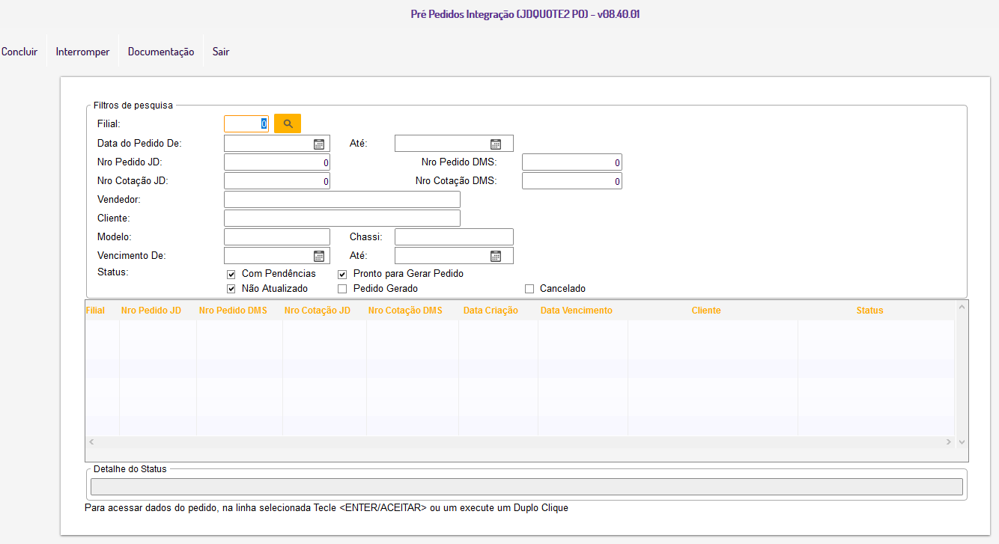 Pré Pedidos Integração (JDQUOTE2 PO) - v08.40.01
Concluir Interromper Documentação Sair
Filtros de pesquisa
Filial: 0
Data do Pedido De: Até:
Nro Pedido JD: 0 Nro Pedido DMS: 0
Nro Cotação JD: 0 Nro Cotação DMS: 0
Vendedor:
Cliente:
Modelo: Chassi:
Vencimento De: Até:
Status: Com Pendências Pronto para Gerar Pedido
Não Atualizado Pedido Gerado Cancelado
Filial Nro Pedido JD Nro Pedido DMS Nro Cotação JD Nro Cotação DMS Data Criação Data Vencimento Cliente Status
Detalhe do Status
Para acessar dados do pedido, na linha selecionada Tecle <ENTER/ACEITAR> ou um execute um Duplo Clique